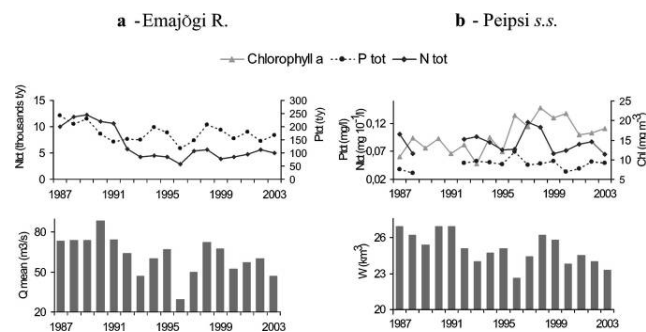 a - Emajõgi R.
b - Peipsi s.s.
Chlorophyll a P tot N tot
Ntot (thousands t/y)
15
10
5
0
Ptot (t/y)
300
250
200
150
100
50
0
1987 1991 1995 1999 2003
Ptot (mg/l)
Ntot (mg 10⁻¹/l)
0,12
0,07
0,02
Chl (mg m³)
25
20
15
10
5
1987 1991 1995 1999 2003
Q mean (m3/s)
80
50
20
1987 1991 1995 1999 2003
W (km³)
26
23
20
1987 1991 1995 1999 2003